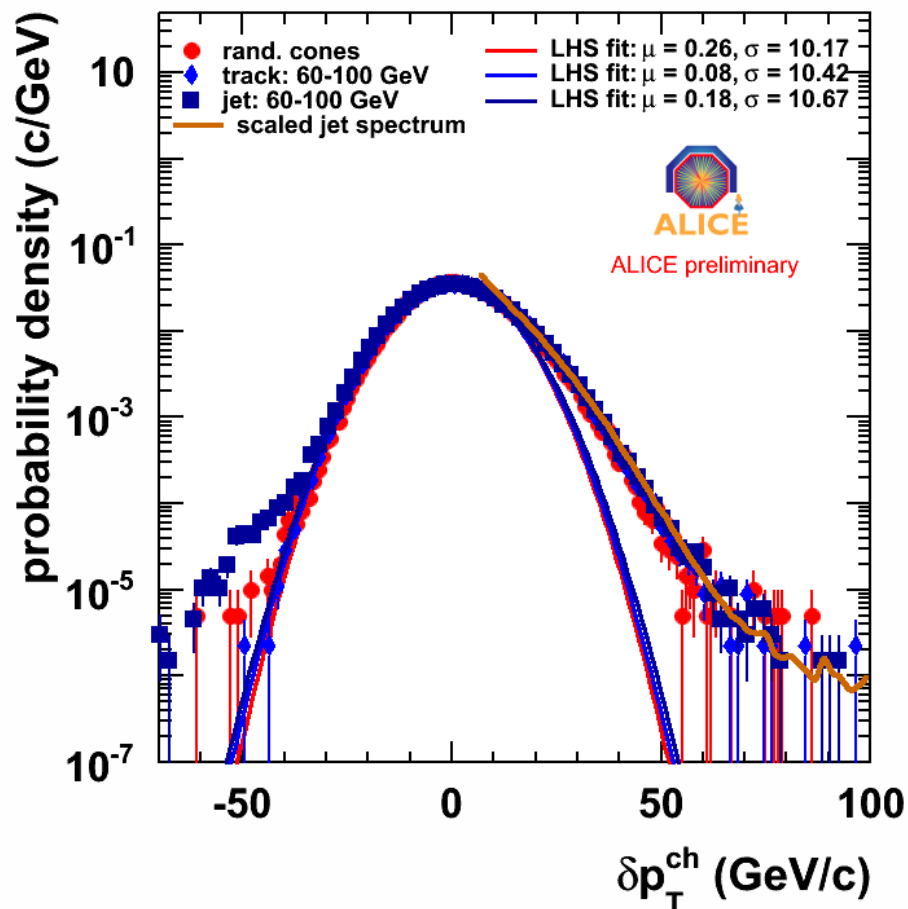 rand. cones
track: 60-100 GeV
jet: 60-100 GeV
scaled jet spectrum
LHS fit: μ = 0.26, σ = 10.17
LHS fit: μ = 0.08, σ = 10.42
LHS fit: μ = 0.18, σ = 10.67
ALICE
ALICE preliminary
probability density (c/GeV)
10
10^-1
10^-3
10^-5
10^-7
-50
0
50
100
δp_T^ch (GeV/c)